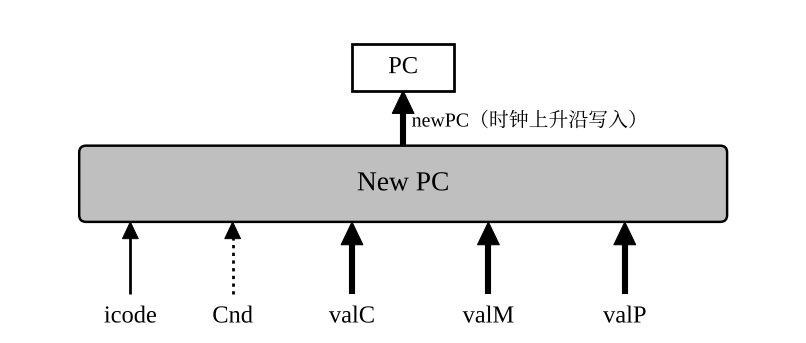 PC
newPC（时钟上升沿写入）
New PC
icode
Cnd
valC
valM
valP